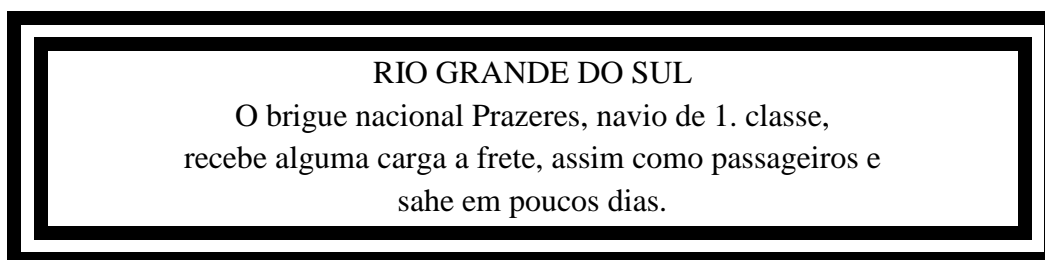 RIO GRANDE DO SUL
O brigue nacional Prazeres, navio de 1. classe,
recebe alguma carga a frete, assim como passageiros e
sahe em poucos dias.